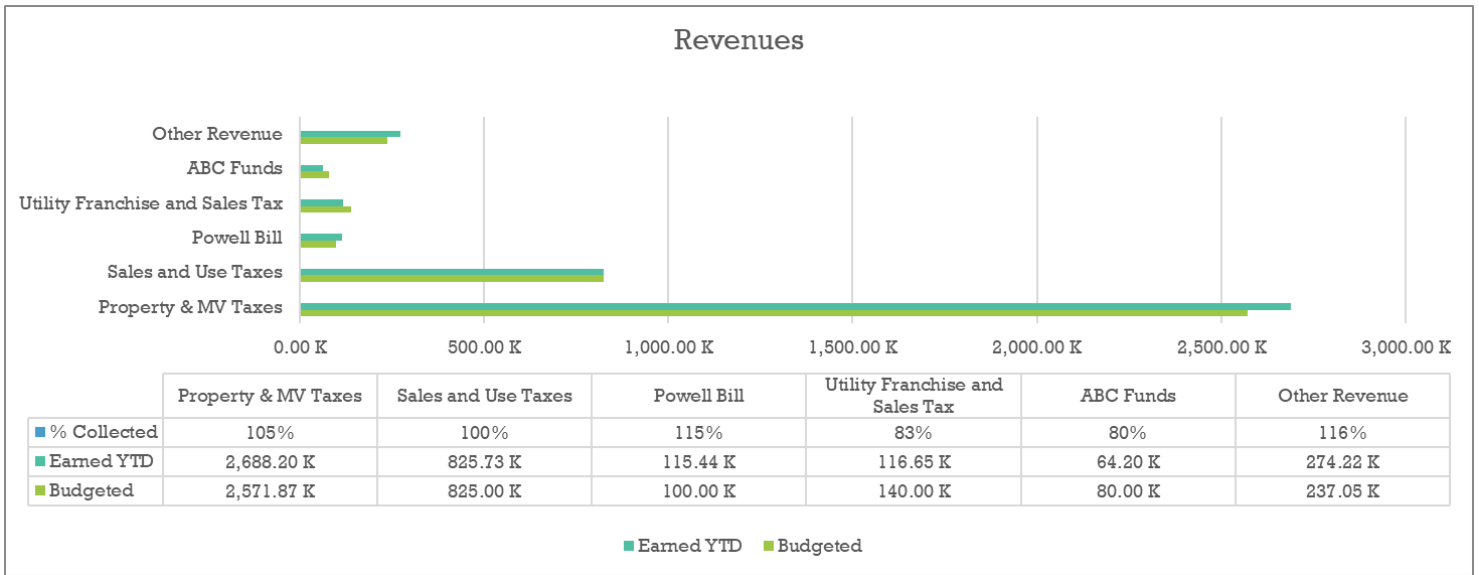 Revenues
Other Revenue
ABC Funds
Utility Franchise and Sales Tax
Powell Bill
Sales and Use Taxes
Property & MV Taxes
0.00 K 500.00 K 1,000.00 K 1,500.00 K 2,000.00 K 2,500.00 K 3,000.00 K
Property & MV Taxes Sales and Use Taxes Powell Bill Utility Franchise and Sales Tax ABC Funds Other Revenue
% Collected 105% 100% 115% 83% 80% 116%
Earned YTD 2,688.20 K 825.73 K 115.44 K 116.65 K 64.20 K 274.22 K
Budgeted 2,571.87 K 825.00 K 100.00 K 140.00 K 80.00 K 237.05 K
Earned YTD Budgeted